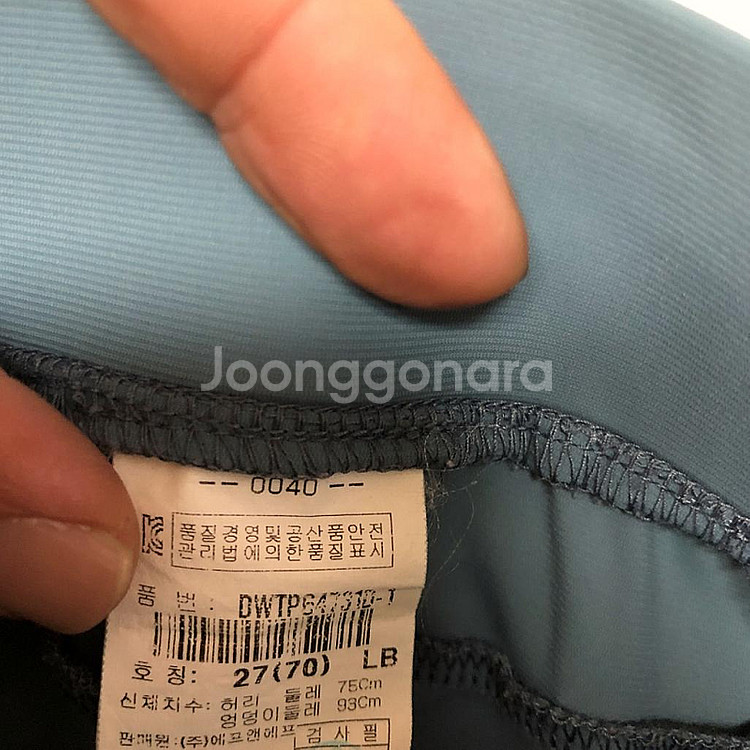 Joonggonara
-- 0040 --
품질경영및공산품안전
관리법에의한품질표시
품 번 : DWTP64731D-1
호 칭: 27(70) LB
신체치수: 허리 둘레 75Cm
엉덩이둘레 93Cm
판매원:(주)에프앤에프 검사필